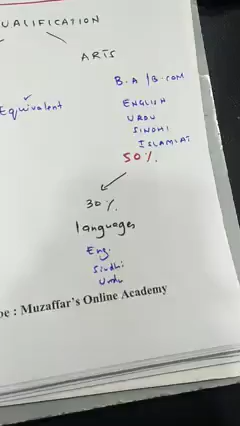 UALIFICATION
ARTS
B.A / B.COM
Equivalent
ENGLISH
URDU
SINDHI
ISLAMIAT
50%
30%
languages
Eng.
Sindhi
Urdu
be : Muzaffar's Online Academy